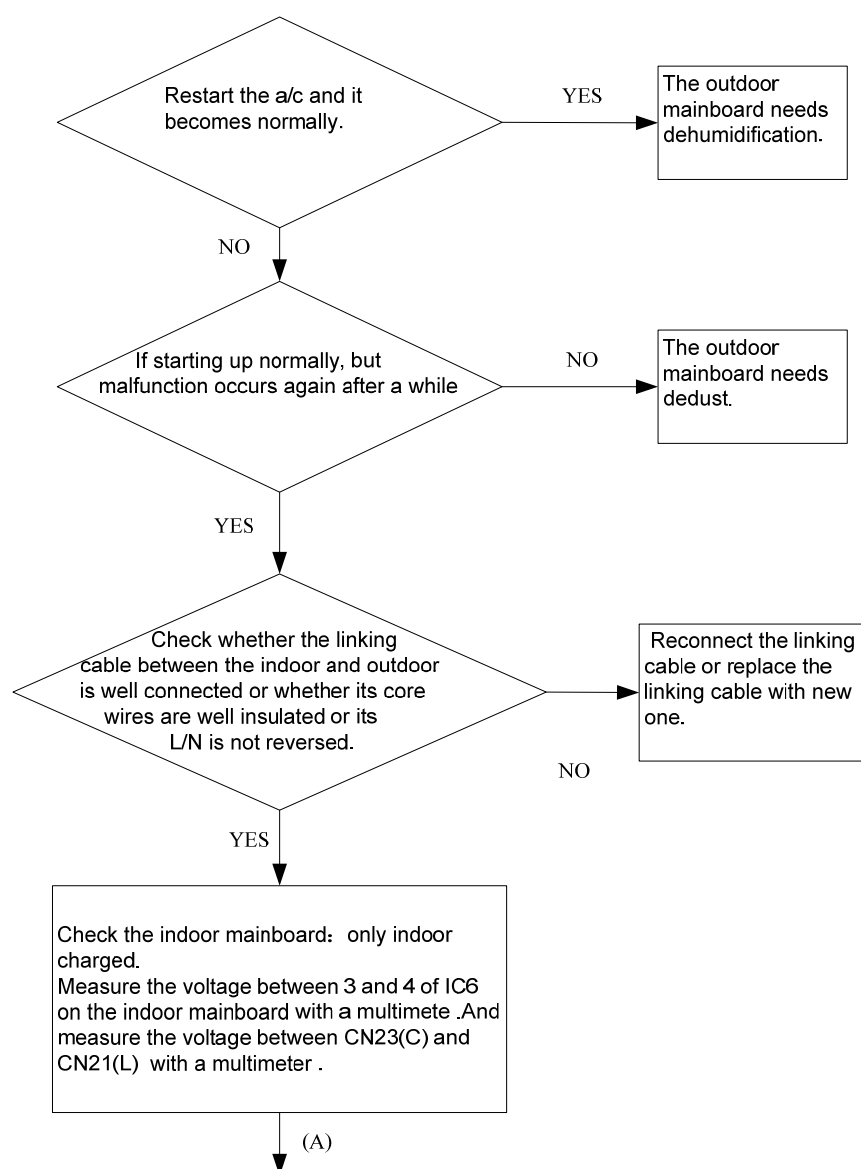 Restart the a/c and it
becomes normally.
YES
The outdoor
mainboard needs
dehumidification.
NO
If starting up normally, but
malfunction occurs again after a while
NO
The outdoor
mainboard needs
dedust.
YES
Check whether the linking
cable between the indoor and outdoor
is well connected or whether its core
wires are well insulated or its
L/N is not reversed.
Reconnect the linking
cable or replace the
linking cable with new
one.
NO
YES
Check the indoor mainboard：only indoor
charged.
Measure the voltage between 3 and 4 of IC6
on the indoor mainboard with a multimete .And
measure the voltage between CN23(C) and
CN21(L) with a multimeter .
(A)